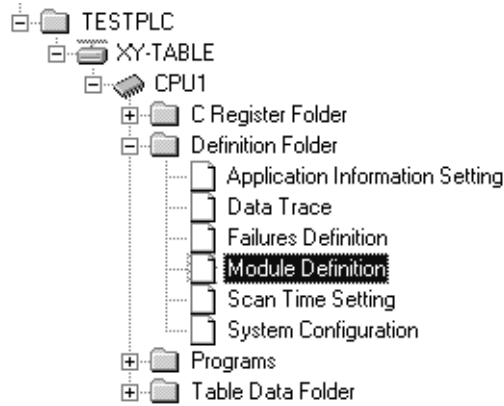 TESTPLC
XY-TABLE
CPU1
C Register Folder
Definition Folder
Application Information Setting
Data Trace
Failures Definition
Module Definition
Scan Time Setting
System Configuration
Programs
Table Data Folder